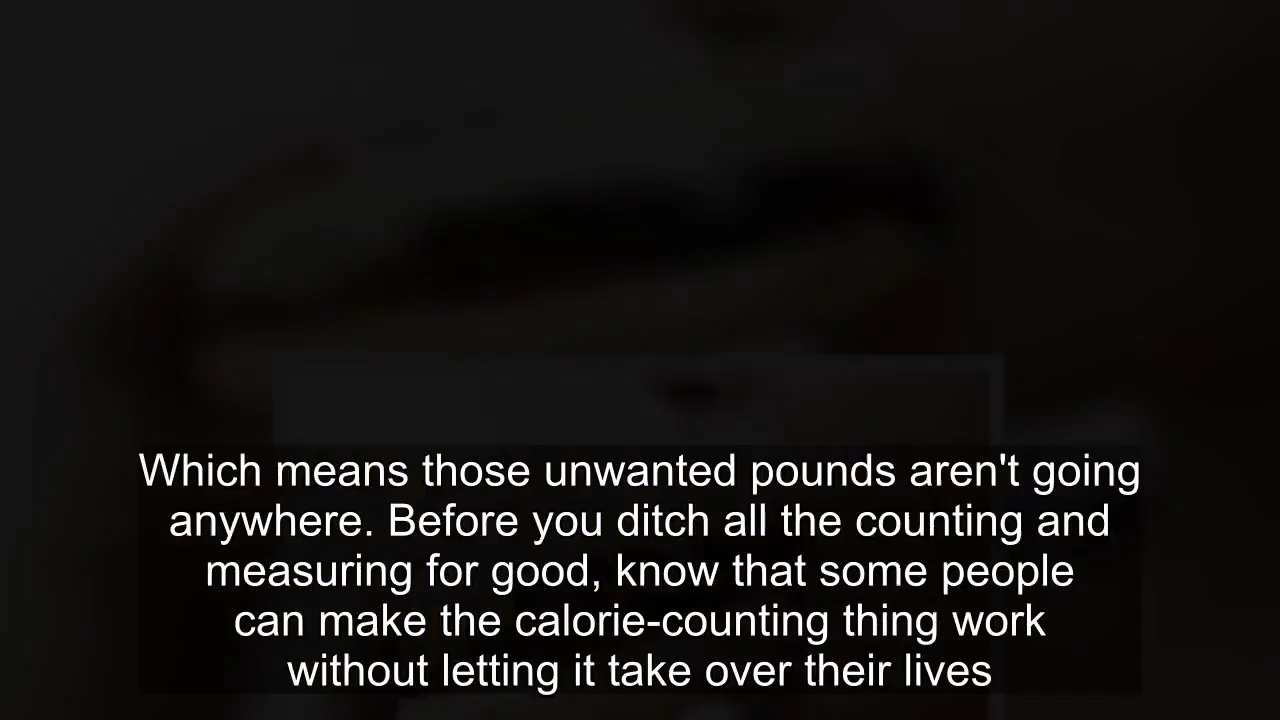 Which means those unwanted pounds aren't going
anywhere. Before you ditch all the counting and
measuring for good, know that some people
can make the calorie-counting thing work
without letting it take over their lives